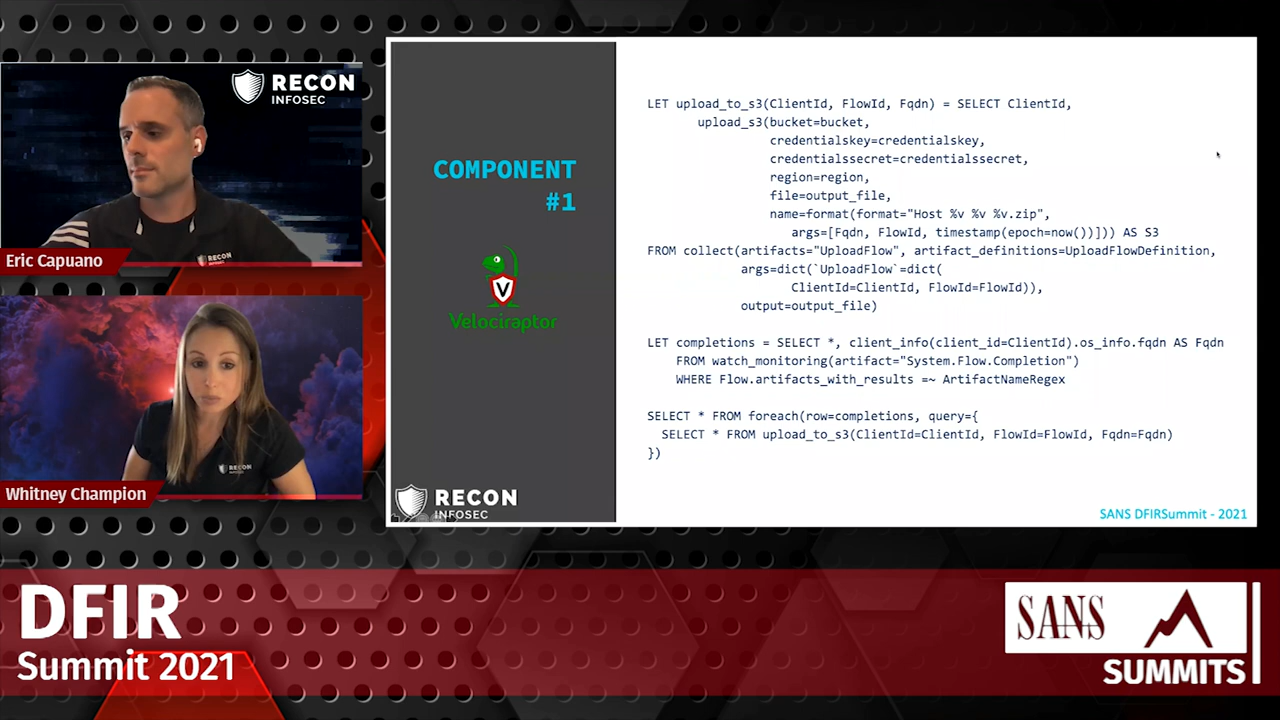 RECON
INFOSEC
RECON
INFOSEC
Eric Capuano
RECON
INFOSEC
Whitney Champion
COMPONENT
#1
V
Velociraptor
RECON
INFOSEC
LET upload_to_s3(ClientId, FlowId, Fqdn) = SELECT ClientId,
upload_s3(bucket=bucket,
credentialskey=credentialskey,
credentialssecret=credentialssecret,
region=region,
file=output_file,
name=format(format="Host %v %v %v.zip",
args=[Fqdn, FlowId, timestamp(epoch=now())])) AS S3
FROM collect(artifacts="UploadFlow", artifact_definitions=UploadFlowDefinition,
args=dict(`UploadFlow`=dict(
ClientId=ClientId, FlowId=FlowId)),
output=output_file)
LET completions = SELECT *, client_info(client_id=ClientId).os_info.fqdn AS Fqdn
FROM watch_monitoring(artifact="System.Flow.Completion")
WHERE Flow.artifacts_with_results =~ ArtifactNameRegex
SELECT * FROM foreach(row=completions, query={
SELECT * FROM upload_to_s3(ClientId=ClientId, FlowId=FlowId, Fqdn=Fqdn)
})
SANS DFIRSummit - 2021
DFIR
Summit 2021
SANS
SUMMITS